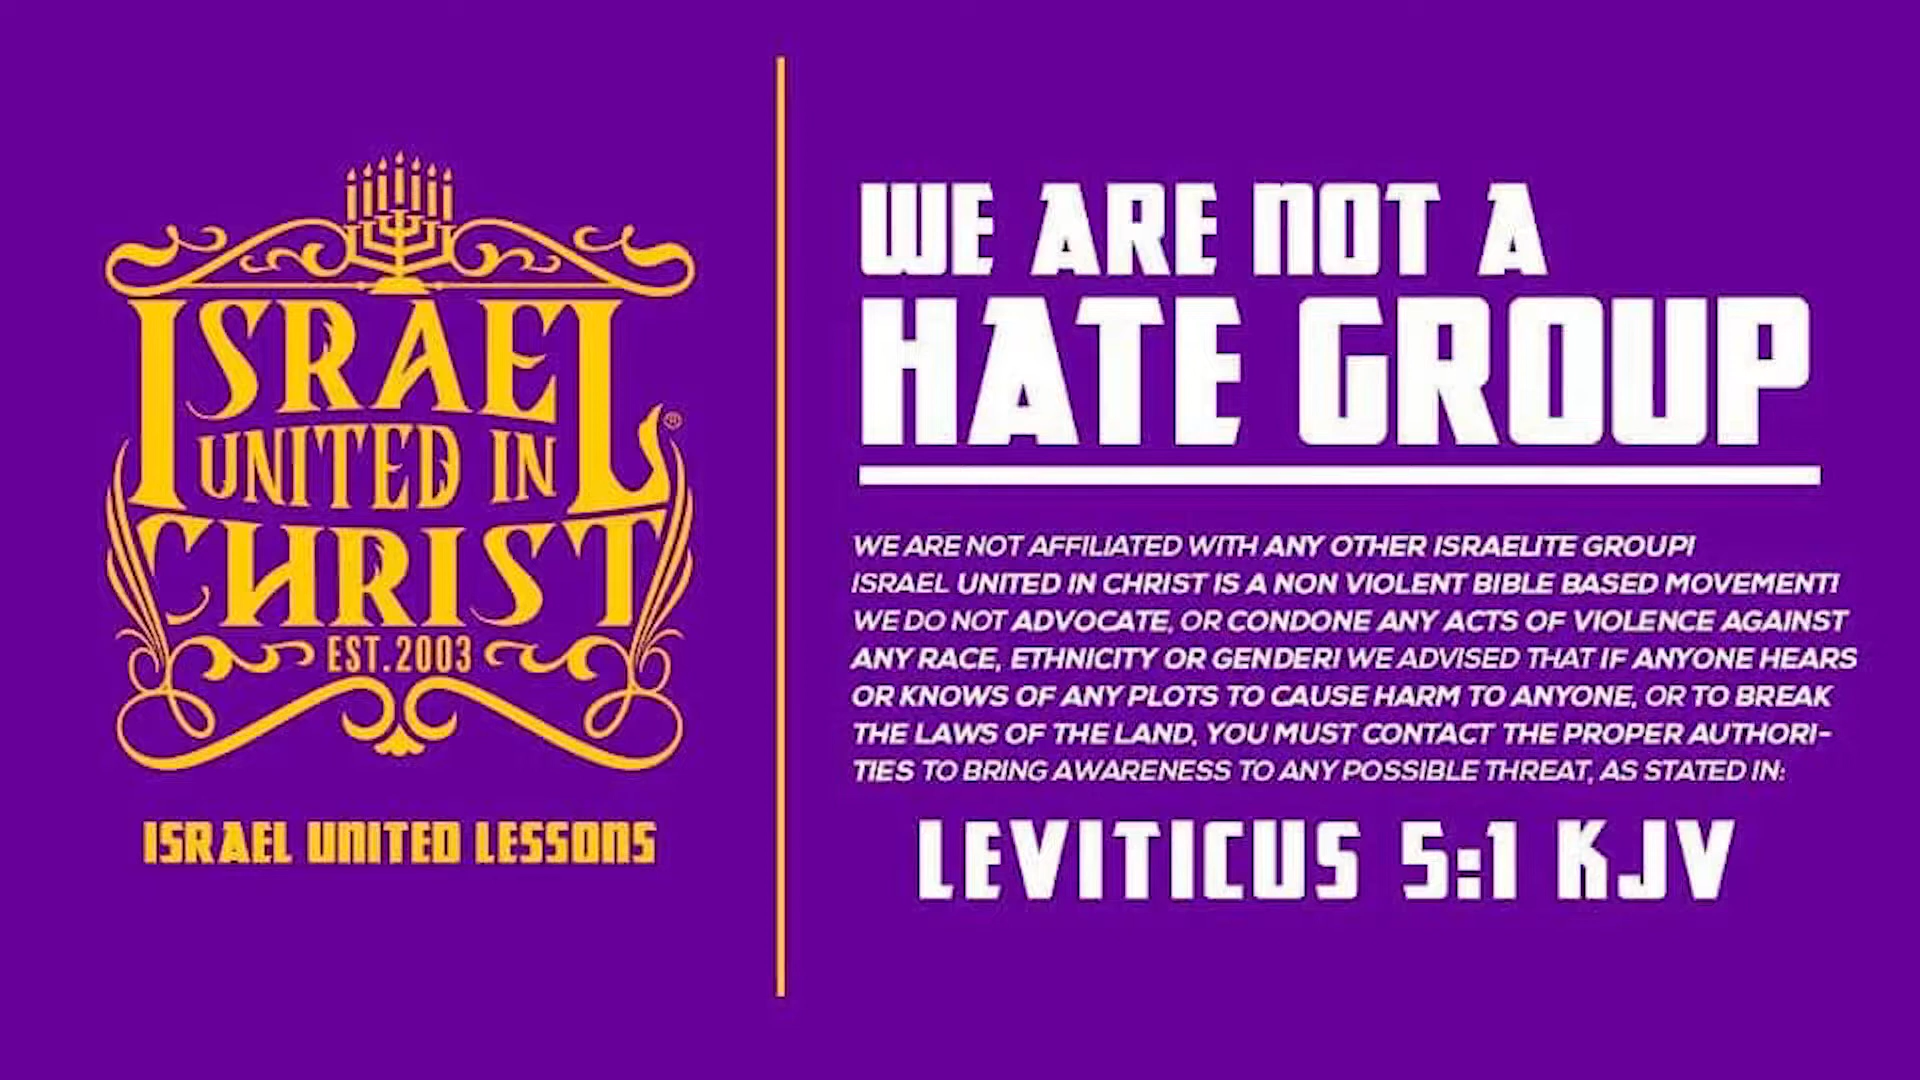 ISRAEL
UNITED IN
CHRIST
®
EST.2003
ISRAEL UNITED LESSONS
WE ARE NOT A
HATE GROUP
WE ARE NOT AFFILIATED WITH ANY OTHER ISRAELITE GROUP!
ISRAEL UNITED IN CHRIST IS A NON VIOLENT BIBLE BASED MOVEMENT!
WE DO NOT ADVOCATE, OR CONDONE ANY ACTS OF VIOLENCE AGAINST
ANY RACE, ETHNICITY OR GENDER! WE ADVISED THAT IF ANYONE HEARS
OR KNOWS OF ANY PLOTS TO CAUSE HARM TO ANYONE, OR TO BREAK
THE LAWS OF THE LAND, YOU MUST CONTACT THE PROPER AUTHORI-
TIES TO BRING AWARENESS TO ANY POSSIBLE THREAT, AS STATED IN:
LEVITICUS 5:1 KJV